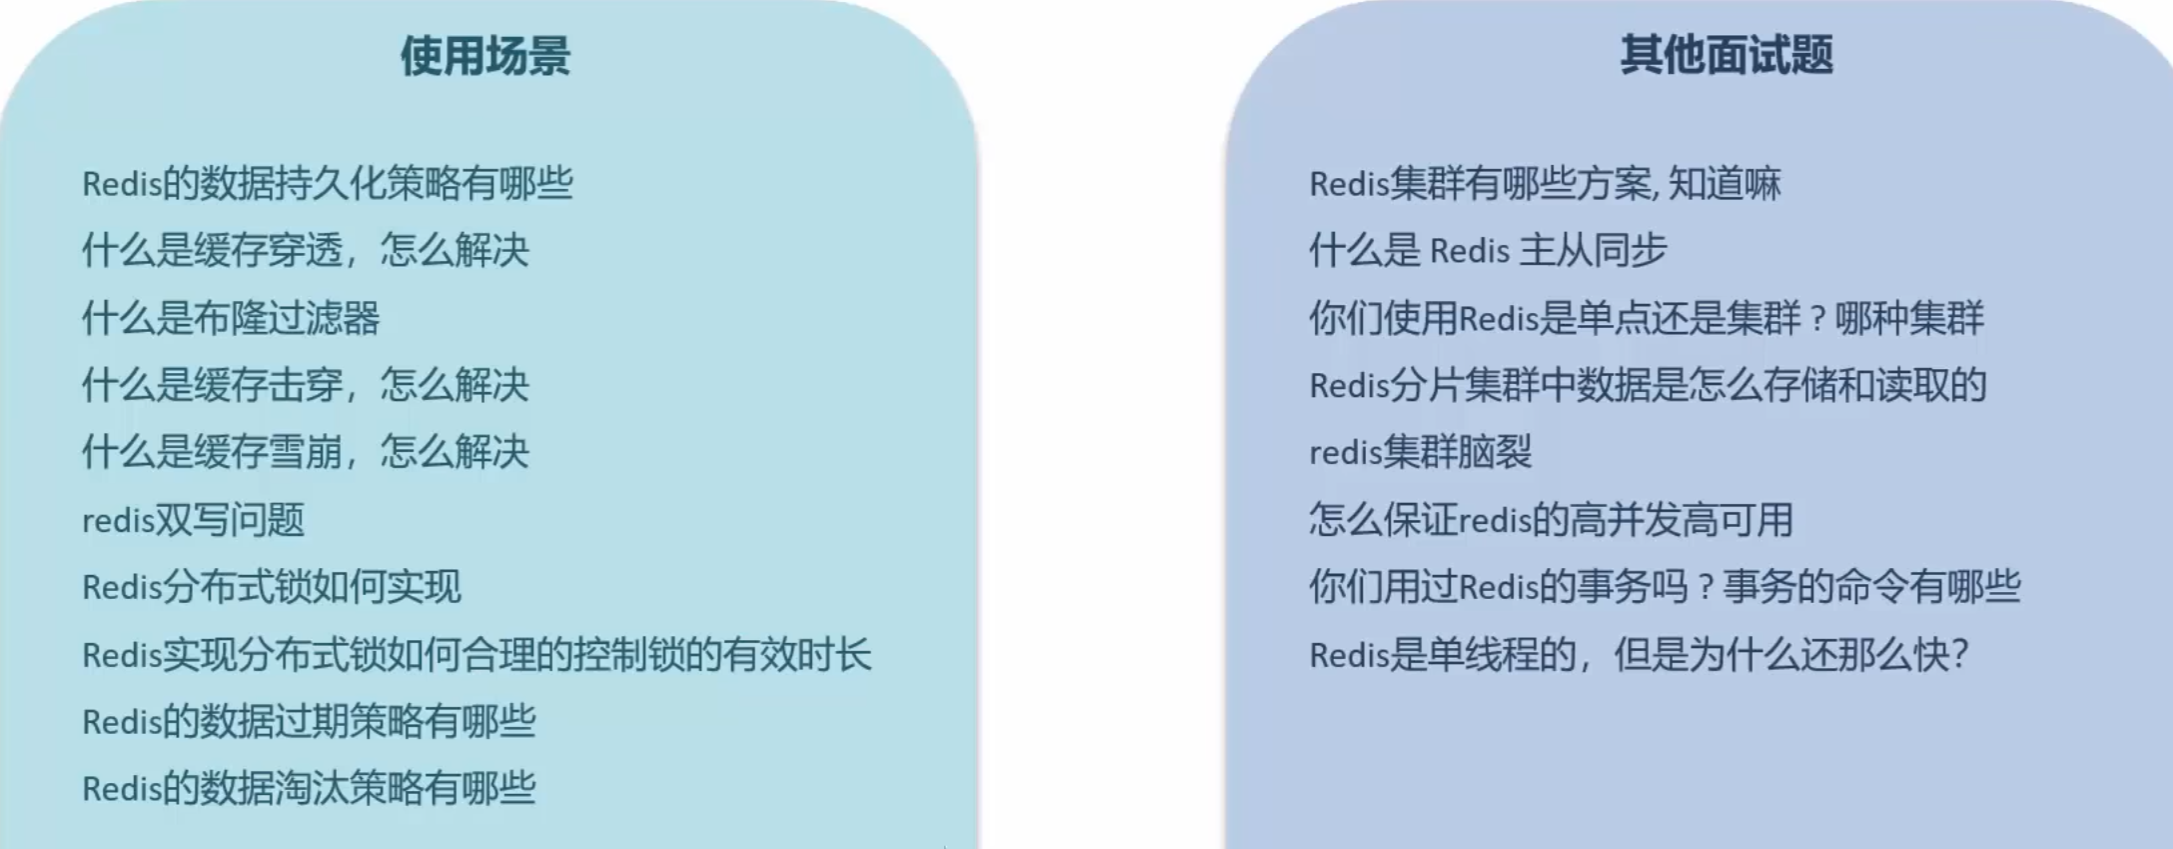 使用场景
Redis的数据持久化策略有哪些
什么是缓存穿透，怎么解决
什么是布隆过滤器
什么是缓存击穿，怎么解决
什么是缓存雪崩，怎么解决
redis双写问题
Redis分布式锁如何实现
Redis实现分布式锁如何合理的控制锁的有效时长
Redis的数据过期策略有哪些
Redis的数据淘汰策略有哪些
其他面试题
Redis集群有哪些方案, 知道嘛
什么是 Redis 主从同步
你们使用Redis是单点还是集群 ? 哪种集群
Redis分片集群中数据是怎么存储和读取的
redis集群脑裂
怎么保证redis的高并发高可用
你们用过Redis的事务吗 ? 事务的命令有哪些
Redis是单线程的，但是为什么还那么快?